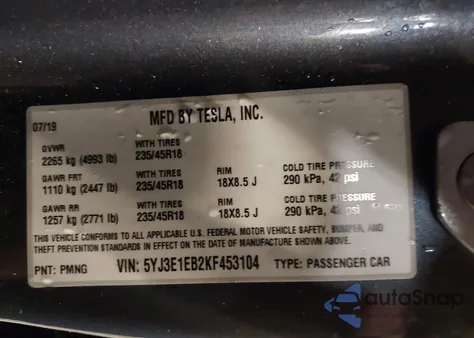 MFD BY TESLA, INC.
07/19
GVWR WITH TIRES
2265 kg (4993 lb) 235/45R18
GAWR FRT WITH TIRES RIM COLD TIRE PRESSURE
1110 kg (2447 lb) 235/45R18 18X8.5 J 290 kPa, 42 psi
GAWR RR WITH TIRES RIM COLD TIRE PRESSURE
1257 kg (2771 lb) 235/45R18 18X8.5 J 290 kPa, 42 psi
THIS VEHICLE CONFORMS TO ALL APPLICABLE U.S. FEDERAL MOTOR VEHICLE SAFETY, BUMPER, AND
THEFT PREVENTION STANDARDS IN EFFECT ON THE DATE OF MANUFACTURE SHOWN ABOVE.
PNT: PMNG VIN: 5YJ3E1EB2KF453104 TYPE: PASSENGER CAR
autaSnap